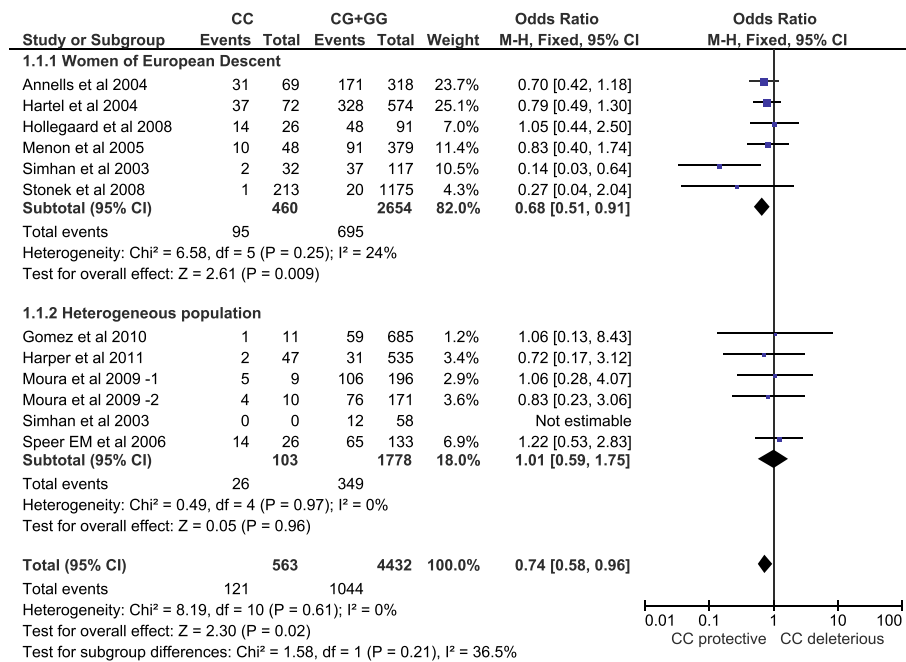 CC CG+GG Odds Ratio Odds Ratio
Study or Subgroup Events Total Events Total Weight M-H, Fixed, 95% CI M-H, Fixed, 95% CI
1.1.1 Women of European Descent
Annells et al 2004 31 69 171 318 23.7% 0.70 [0.42, 1.18]
Hartel et al 2004 37 72 328 574 25.1% 0.79 [0.49, 1.30]
Hollegaard et al 2008 14 26 48 91 7.0% 1.05 [0.44, 2.50]
Menon et al 2005 10 48 91 379 11.4% 0.83 [0.40, 1.74]
Simhan et al 2003 2 32 37 117 10.5% 0.14 [0.03, 0.64]
Stonek et al 2008 1 213 20 1175 4.3% 0.27 [0.04, 2.04]
Subtotal (95% CI) 460 2654 82.0% 0.68 [0.51, 0.91]
Total events 95 695
Heterogeneity: Chi² = 6.58, df = 5 (P = 0.25); I² = 24%
Test for overall effect: Z = 2.61 (P = 0.009)
1.1.2 Heterogeneous population
Gomez et al 2010 1 11 59 685 1.2% 1.06 [0.13, 8.43]
Harper et al 2011 2 47 31 535 3.4% 0.72 [0.17, 3.12]
Moura et al 2009 -1 5 9 106 196 2.9% 1.06 [0.28, 4.07]
Moura et al 2009 -2 4 10 76 171 3.6% 0.83 [0.23, 3.06]
Simhan et al 2003 0 0 12 58 Not estimable
Speer EM et al 2006 14 26 65 133 6.9% 1.22 [0.53, 2.83]
Subtotal (95% CI) 103 1778 18.0% 1.01 [0.59, 1.75]
Total events 26 349
Heterogeneity: Chi² = 0.49, df = 4 (P = 0.97); I² = 0%
Test for overall effect: Z = 0.05 (P = 0.96)
Total (95% CI) 563 4432 100.0% 0.74 [0.58, 0.96]
Total events 121 1044
Heterogeneity: Chi² = 8.19, df = 10 (P = 0.61); I² = 0%
Test for overall effect: Z = 2.30 (P = 0.02)
Test for subgroup differences: Chi² = 1.58, df = 1 (P = 0.21), I² = 36.5%
0.01 0.1 1 10 100
CC protective CC deleterious